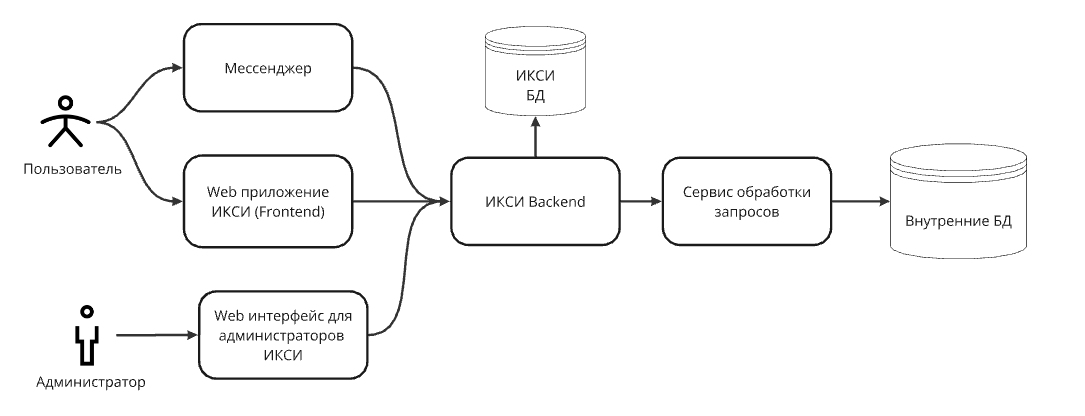 Мессенджер
Пользователь
Web приложение
ИКСИ (Frontend)
Администратор
Web интерфейс для
администраторов
ИКСИ
ИКСИ
БД
ИКСИ Backend
Сервис обработки
запросов
Внутренние БД